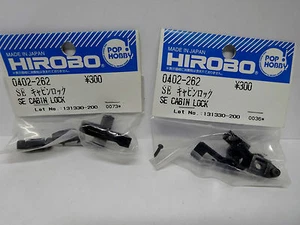 MADE IN JAPAN
HIROBO®
POP
HOBBY
0402-262
¥300
SE キャビンロック
SE CABIN LOCK
Lot No.:131330-200
0073*
MADE IN JAPAN
HIROBO®
POP
HOBBY
0402-262
¥300
SE キャビンロック
SE CABIN LOCK
Lot No.:131330-200
0036*